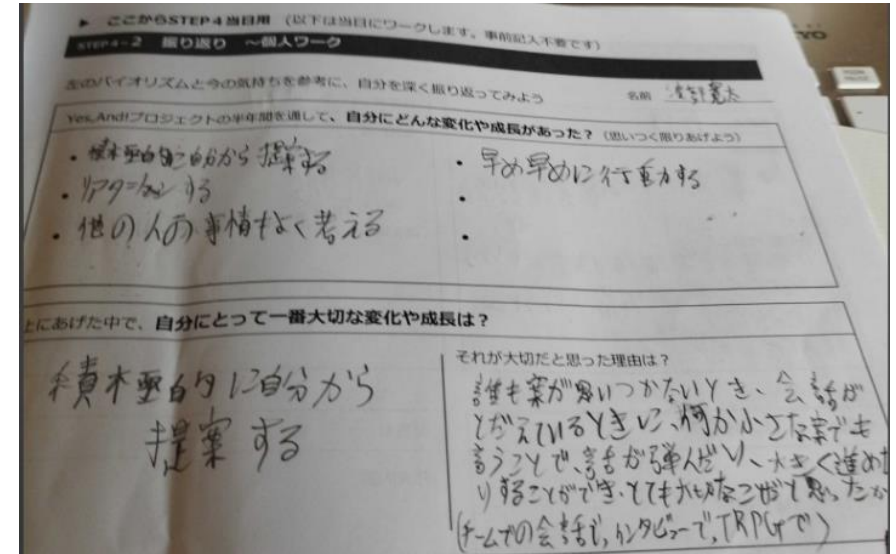 ▶ ここからSTEP4当日用 (以下は当日にワークします。事前記入不要です)
STEP4-2 振り返り ～個人ワーク
左のバイオリズムと今の気持ちを参考に、自分を深く振り返ってみよう
名前
Yes,And!プロジェクトの半年間を通して、自分にどんな変化や成長があった？(思いつく限りあげよう)
・積極的に自分から提案する
・リアクションする
・他の人の事情もよく考える
・早め早めに行動する
・
・
上にあげた中で、自分にとって一番大切な変化や成長は？
積極的に自分から
提案する
それが大切だと思った理由は？
誰も案が思いつかないとき、会話が
とだえているときに、何か小さな案でも
言うことで、話が弾んだり、大きく進めた
りすることができ、とても大切なことだと思ったから
(チームでの会話で、インタビューで、TRPGで)